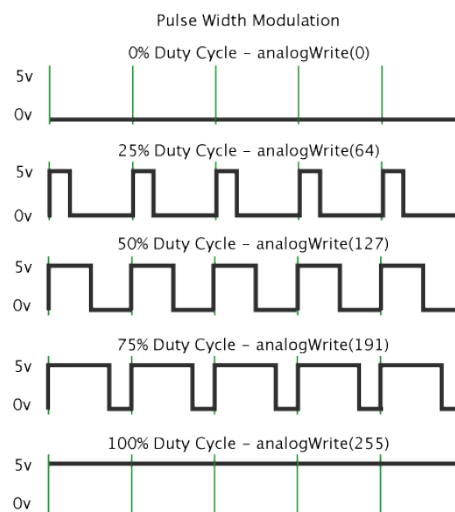 Pulse Width Modulation
0% Duty Cycle – analogWrite(0)
5v
0v
25% Duty Cycle – analogWrite(64)
5v
0v
50% Duty Cycle – analogWrite(127)
5v
0v
75% Duty Cycle – analogWrite(191)
5v
0v
100% Duty Cycle – analogWrite(255)
5v
0v